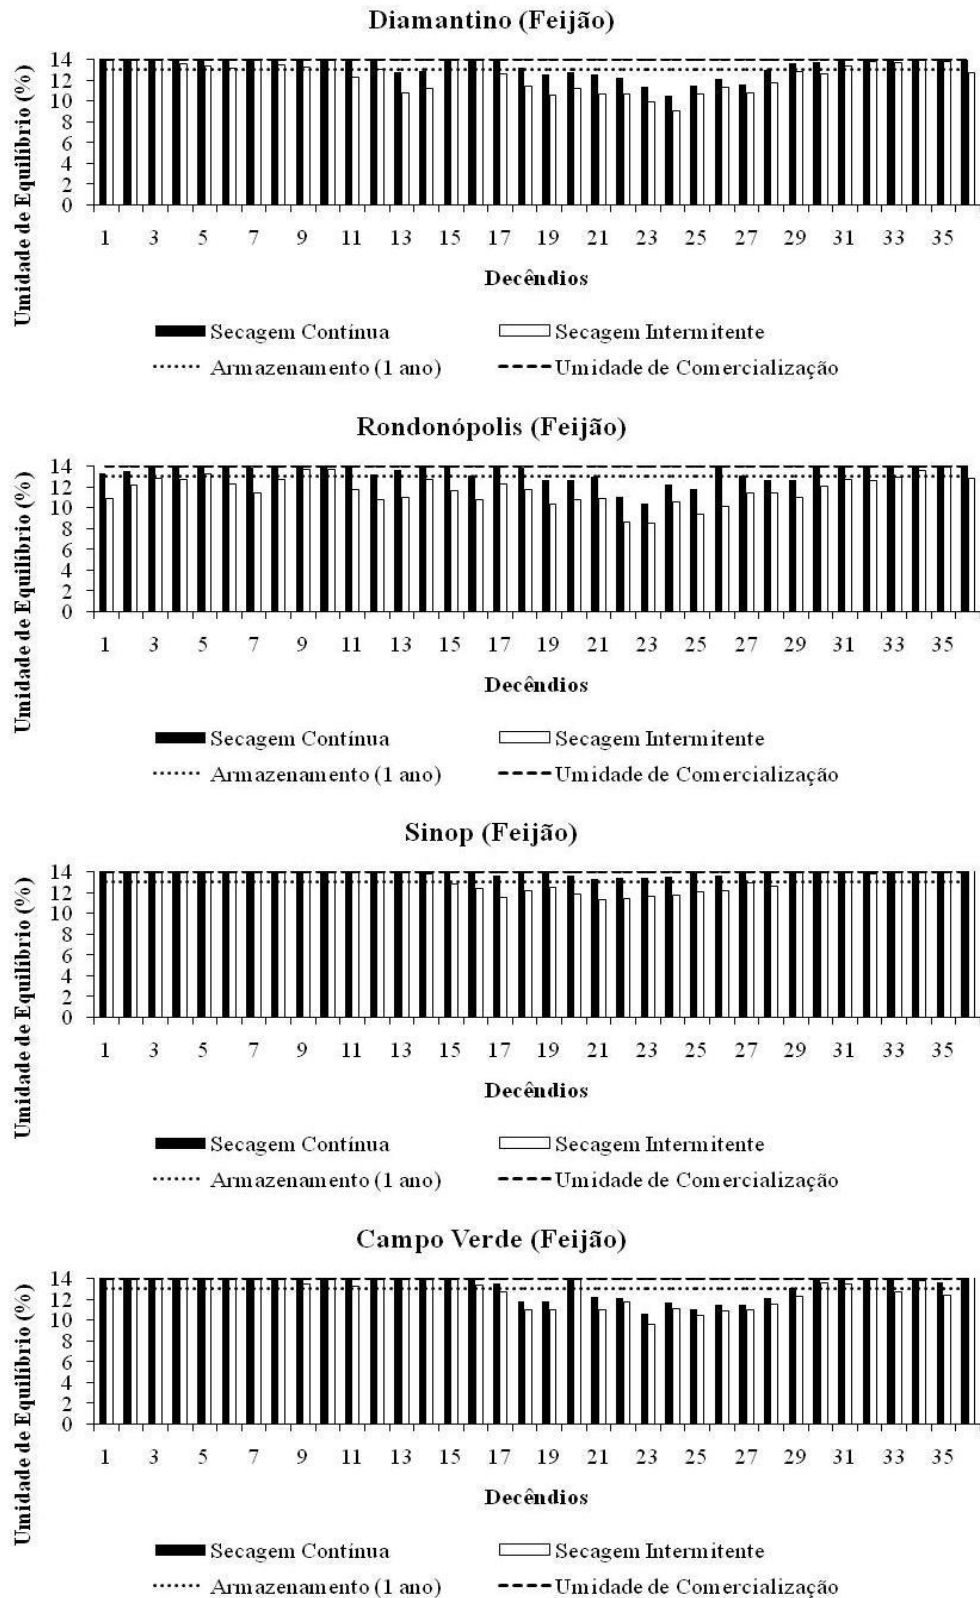 Diamantino (Feijão)
Umidade de Equilíbrio (%)
14
12
10
8
6
4
2
0
1 3 5 7 9 11 13 15 17 19 21 23 25 27 29 31 33 35
Decêndios
Secagem Contínua Secagem Intermitente
Armazenamento (1 ano) Umidade de Comercialização
Rondonópolis (Feijão)
Umidade de Equilíbrio (%)
14
12
10
8
6
4
2
0
1 3 5 7 9 11 13 15 17 19 21 23 25 27 29 31 33 35
Decêndios
Secagem Contínua Secagem Intermitente
Armazenamento (1 ano) Umidade de Comercialização
Sinop (Feijão)
Umidade de Equilíbrio (%)
14
12
10
8
6
4
2
0
1 3 5 7 9 11 13 15 17 19 21 23 25 27 29 31 33 35
Decêndios
Secagem Contínua Secagem Intermitente
Armazenamento (1 ano) Umidade de Comercialização
Campo Verde (Feijão)
Umidade de Equilíbrio (%)
14
12
10
8
6
4
2
0
1 3 5 7 9 11 13 15 17 19 21 23 25 27 29 31 33 35
Decêndios
Secagem Contínua Secagem Intermitente
Armazenamento (1 ano) Umidade de Comercialização